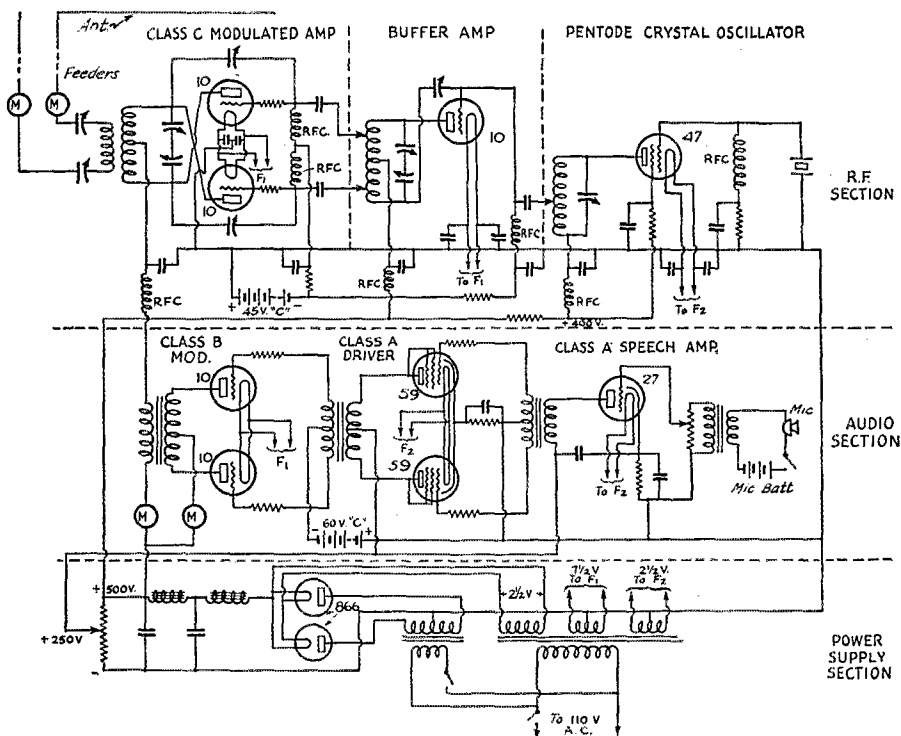 Ant.
CLASS C MODULATED AMP
BUFFER AMP
PENTODE CRYSTAL OSCILLATOR
Feeders
M
M
10
10
F1
RFC.
RFC
10
47
RFC
R.F. SECTION
RFC
+
45V. "C"
-
To F1
RFC
RFC
RFC
+400V.
To F2
CLASS B MOD.
CLASS A DRIVER
CLASS A SPEECH AMP.
10
10
F1
59
59
F2
27
To F2
Mic
Mic Batt
AUDIO SECTION
M
M
- 60V. "C" +
+500V.
+250V
-
866
2½V
7½V To F1
2½V. To F2
POWER SUPPLY SECTION
To 110 V A.C.